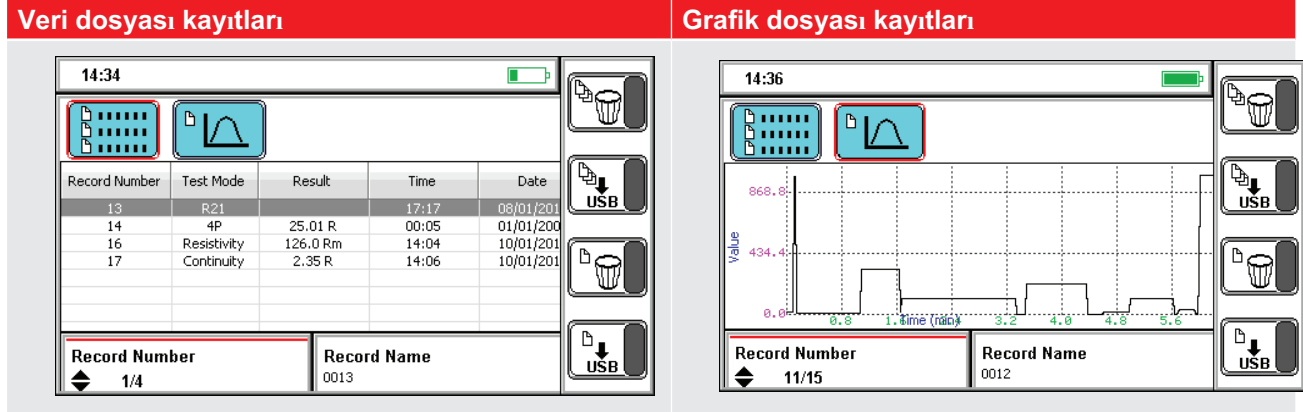 Veri dosyası kayıtları
14:34
USB
Record Number Test Mode Result Time Date
13 R21 17:17 08/01/201
14 4P 25.01 R 00:05 01/01/200
16 Resistivity 126.0 Rm 14:04 10/01/201
17 Continuity 2.35 R 14:06 10/01/201
Record Number
1/4
Record Name
0013
USB
Grafik dosyası kayıtları
14:36
USB
868.8
Value
434.4
0.0
0.8 1.6 Time (min) 3.2 4.0 4.8 5.6
Record Number
11/15
Record Name
0012
USB